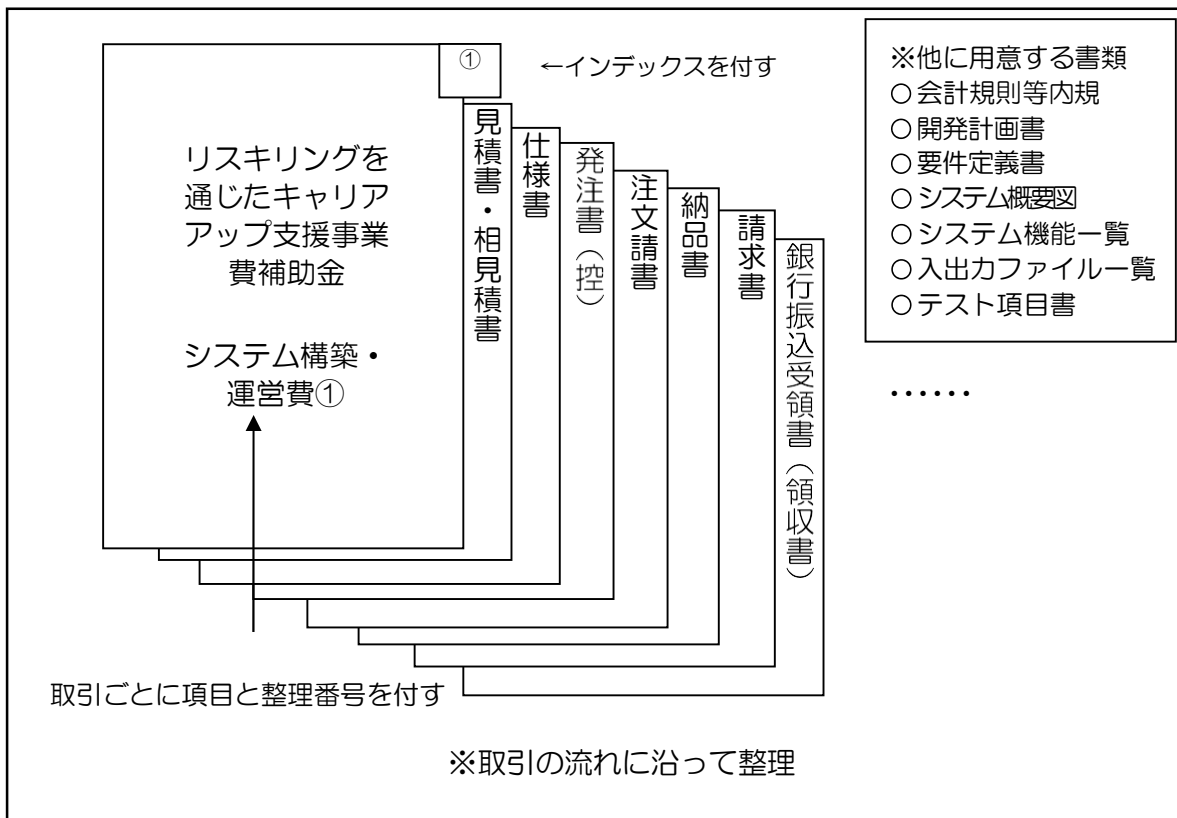 ①
←インデックスを付す
リスキリングを
通じたキャリア
アップ支援事業
費補助金
システム構築・
運営費①
見積書・相見積書
仕様書
発注書（控）
注文請書
納品書
請求書
銀行振込受領書（領収書）
取引ごとに項目と整理番号を付す
※取引の流れに沿って整理
※他に用意する書類
○会計規則等内規
○開発計画書
○要件定義書
○システム概要図
○システム機能一覧
○入出力ファイル一覧
○テスト項目書
・・・・・・